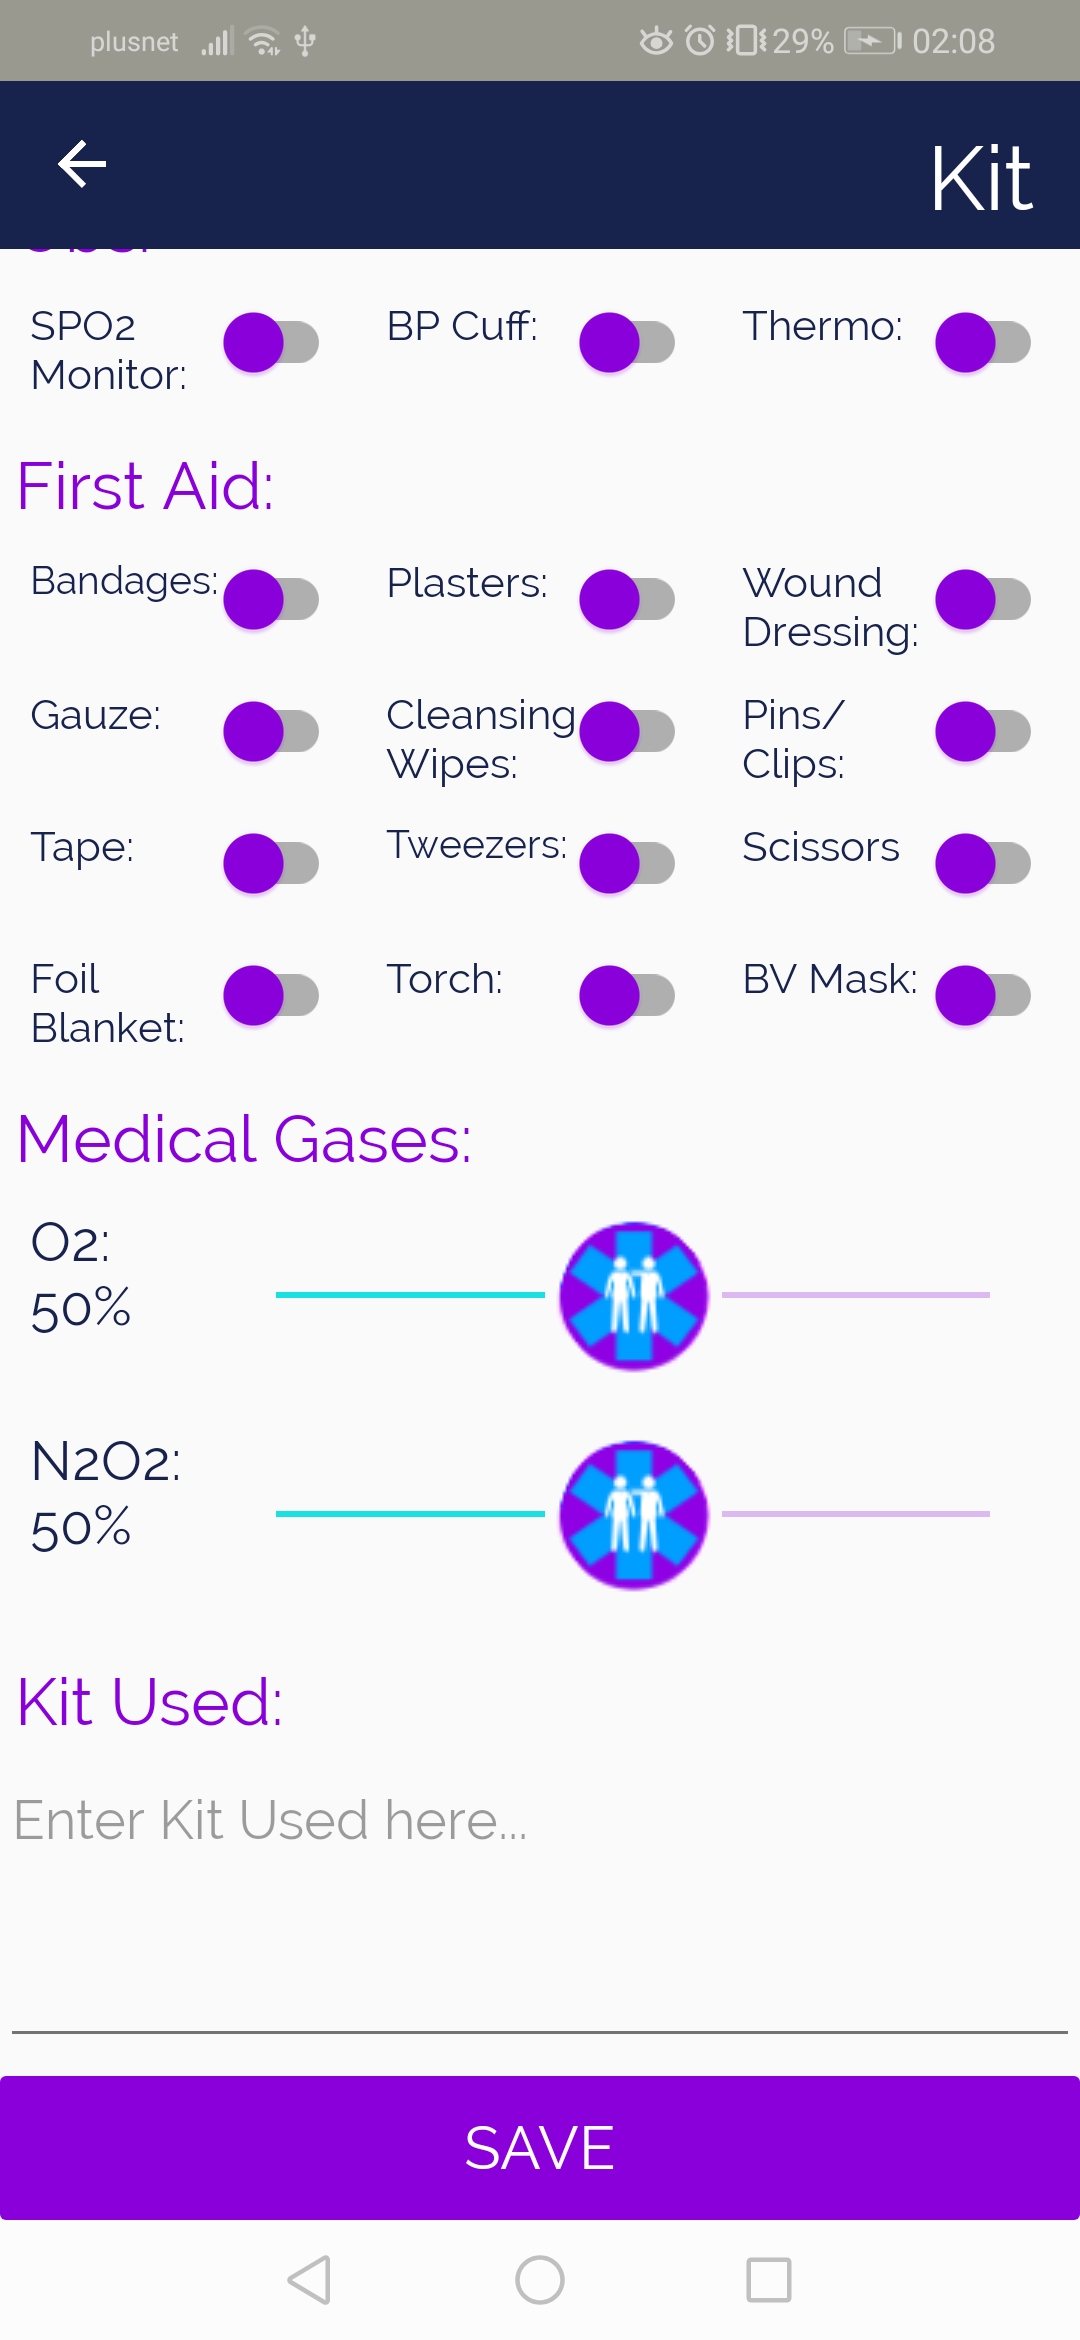 plusnet 29% 02:08
Kit
SPO2 BP Cuff: Thermo:
Monitor:
First Aid:
Bandages: Plasters: Wound
Dressing:
Gauze: Cleansing Pins/
Wipes: Clips:
Tape: Tweezers: Scissors
Foil Torch: BV Mask:
Blanket:
Medical Gases:
O2:
50%
N2O2:
50%
Kit Used:
Enter Kit Used here...
SAVE